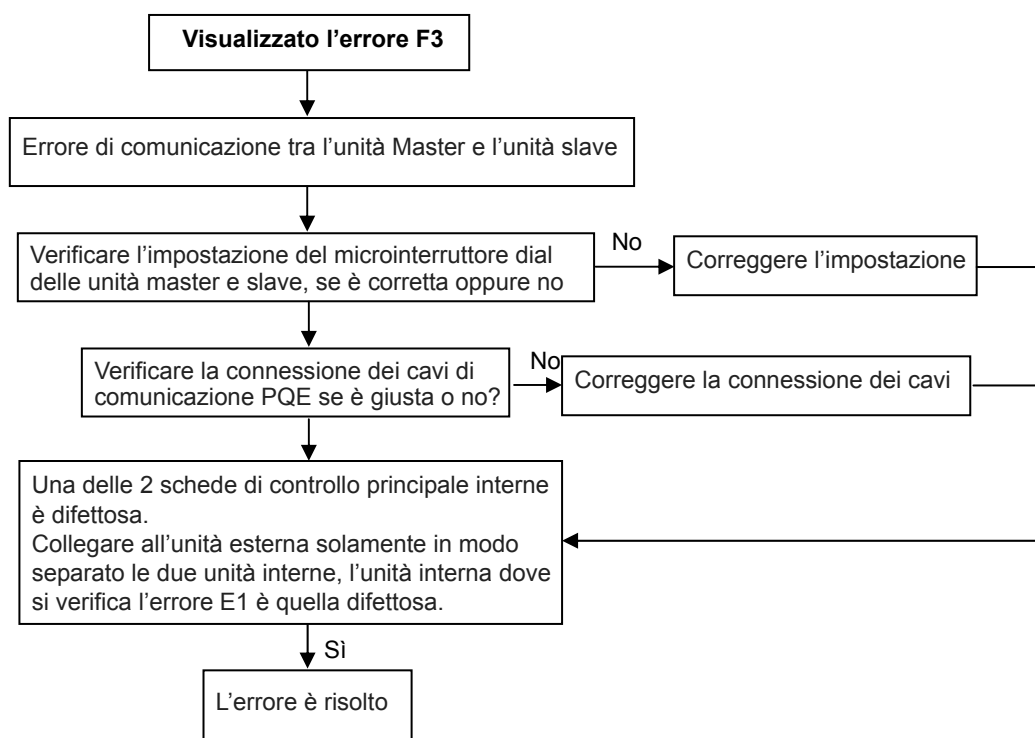 Visualizzato l’errore F3
Errore di comunicazione tra l’unità Master e l’unità slave
Verificare l’impostazione del microinterruttore dial
delle unità master e slave, se è corretta oppure no
No
Correggere l’impostazione
Verificare la connessione dei cavi di
comunicazione PQE se è giusta o no?
No
Correggere la connessione dei cavi
Una delle 2 schede di controllo principale interne
è difettosa.
Collegare all’unità esterna solamente in modo
separato le due unità interne, l’unità interna dove
si verifica l’errore E1 è quella difettosa.
Sì
L’errore è risolto